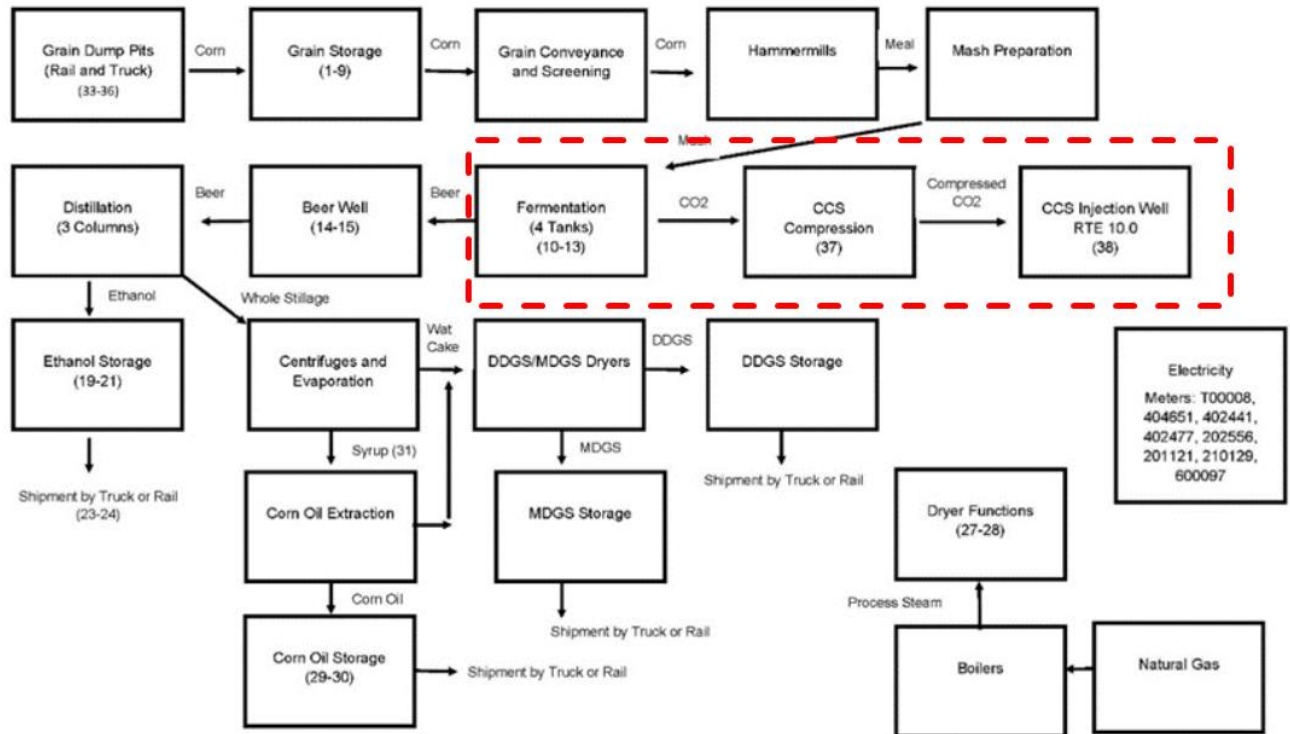 Grain Dump Pits
(Rail and Truck)
(33-36)
Corn
Grain Storage
(1-9)
Corn
Grain Conveyance
and Screening
Corn
Hammermills
Meal
Mash Preparation
Mash
Distillation
(3 Columns)
Beer
Beer Well
(14-15)
Beer
Fermentation
(4 Tanks)
(10-13)
CO2
CCS
Compression
(37)
Compressed
CO2
CCS Injection Well
RTE 10.0
(38)
Ethanol
Whole Stillage
Ethanol Storage
(19-21)
Centrifuges and
Evaporation
Wat
Cake
DDGS/MDGS Dryers
DDGS
DDGS Storage
Electricity
Meters: T00008,
404651, 402441,
402477, 202556,
201121, 210129,
600097
Shipment by Truck or Rail
(23-24)
Syrup (31)
MDGS
Shipment by Truck or Rail
Corn Oil Extraction
MDGS Storage
Dryer Functions
(27-28)
Corn Oil
Process Steam
Shipment by Truck or Rail
Corn Oil Storage
(29-30)
Shipment by Truck or Rail
Boilers
Natural Gas